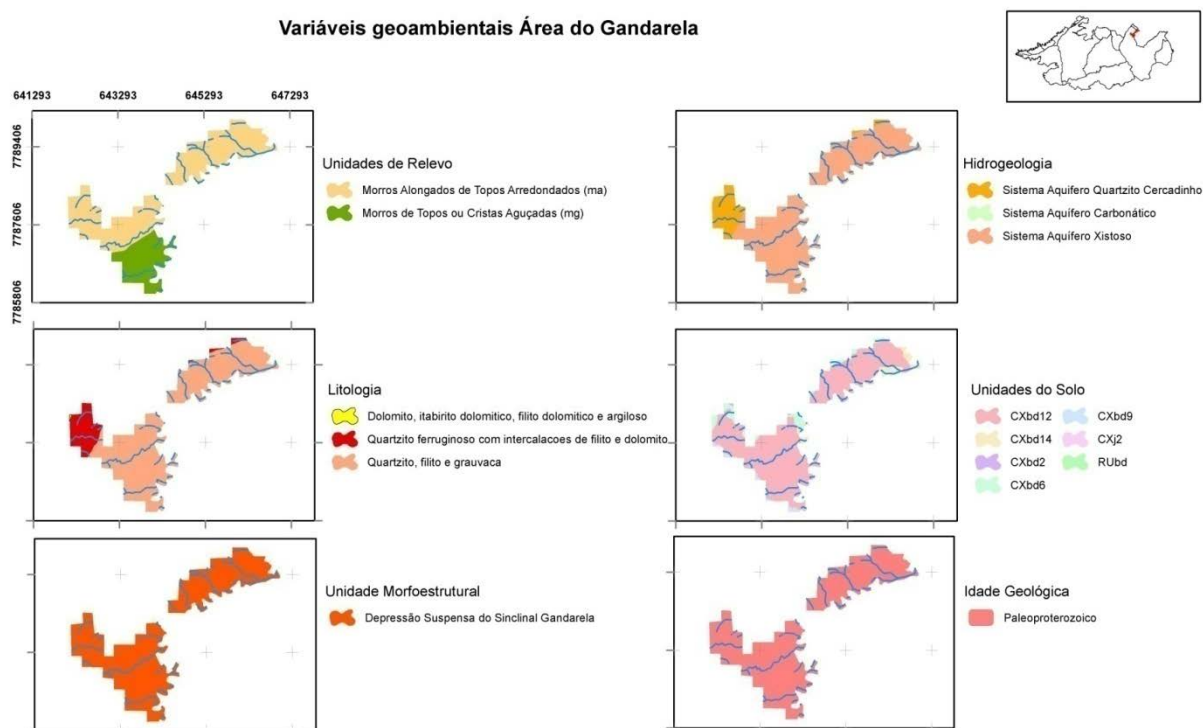 Variáveis geoambientais Área do Gandarela
641293 643293 645293 647293
7789406
7787606
7785806
Unidades de Relevo
Morros Alongados de Topos Arredondados (ma)
Morros de Topos ou Cristas Aguçadas (mg)
Hidrogeologia
Sistema Aquifero Quartzito Cercadinho
Sistema Aquífero Carbonático
Sistema Aquífero Xistoso
Litologia
Dolomito, itabirito dolomitico, filito dolomitico e argiloso
Quartzito ferruginoso com intercalacoes de filito e dolomito
Quartzito, filito e grauvaca
Unidades do Solo
CXbd12 CXbd9
CXbd14 CXj2
CXbd2 RUbd
CXbd6
Unidade Morfoestrutural
Depressão Suspensa do Sinclinal Gandarela
Idade Geológica
Paleoproterozoico